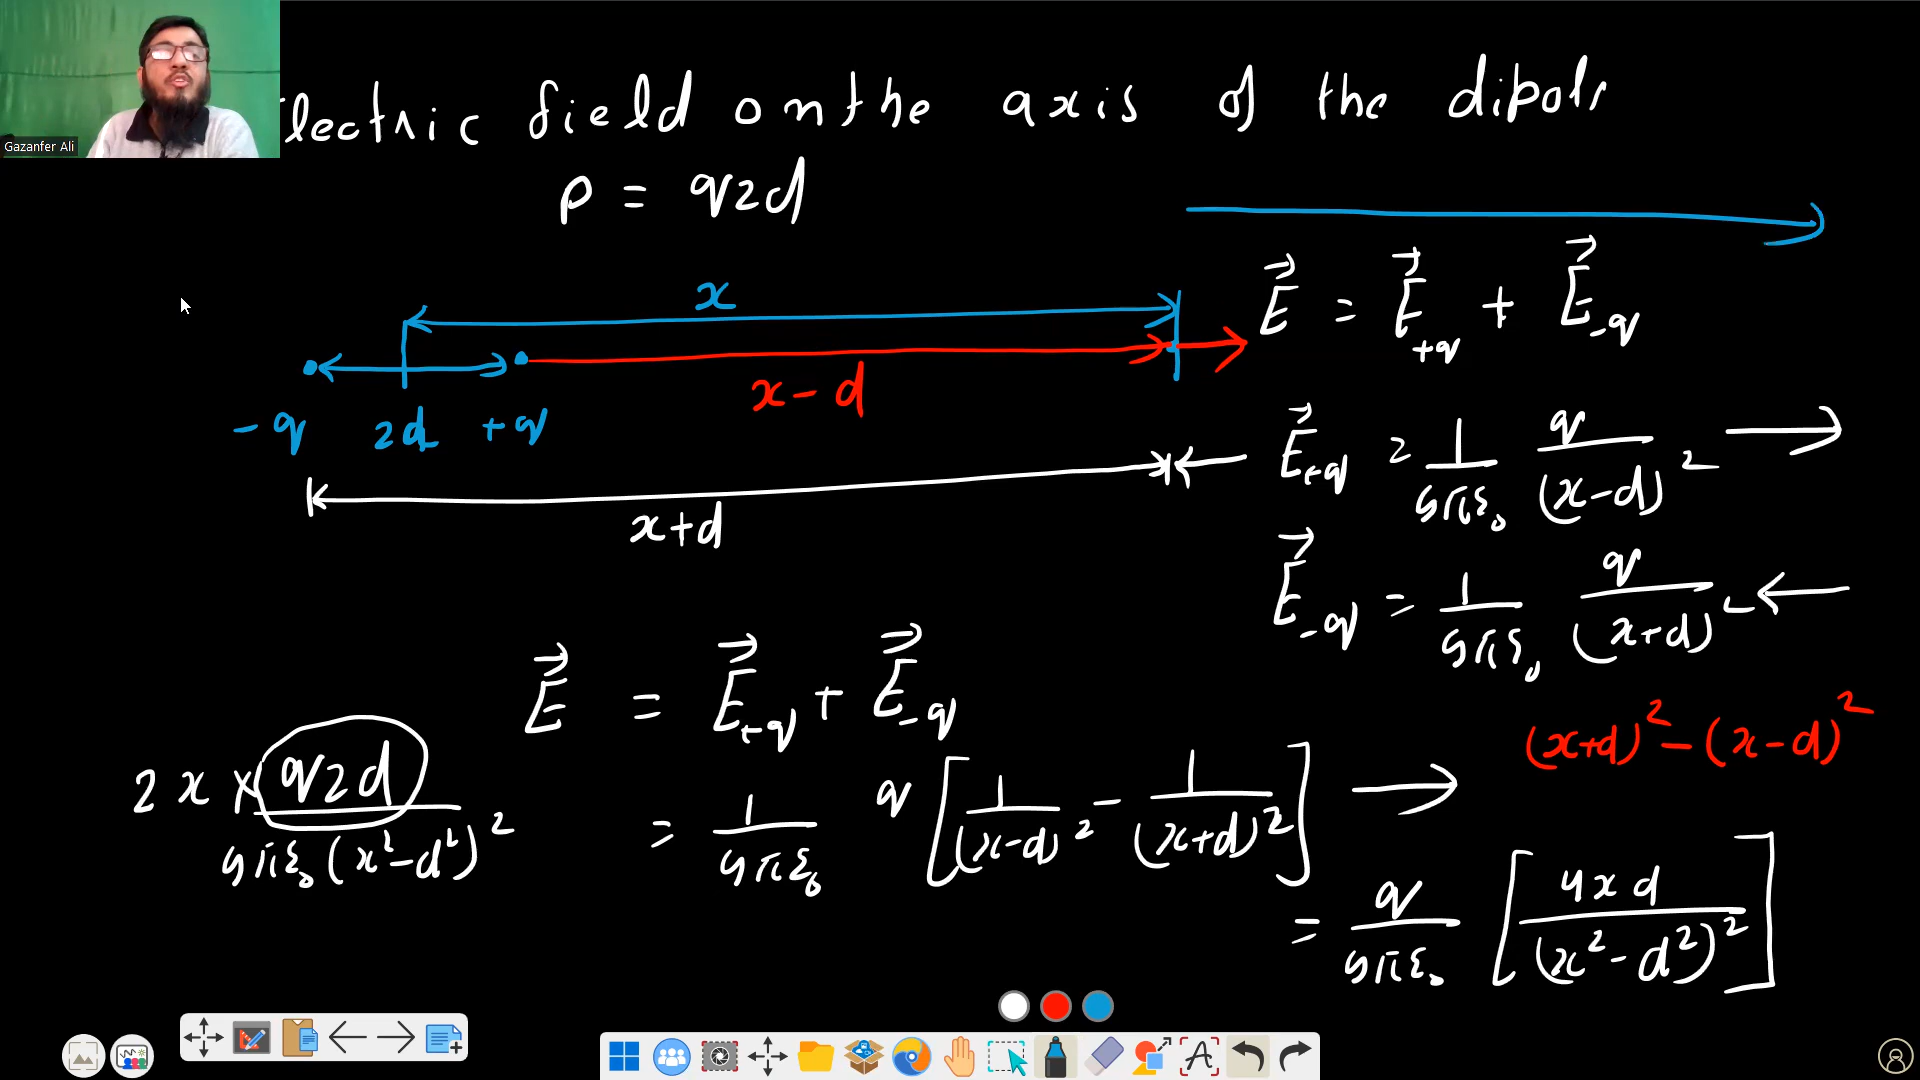 lectric field on the axis of the dipole
Gazanfer Ali
p = q2d
x
E⃗ = E⃗₊q + E⃗₋q
x - d
-q 2d +q
E⃗₊q = 1/4πε₀ q/(x-d)² →
x+d
E⃗₋q = 1/4πε₀ q/(x+d)² ←
E⃗ = E⃗₊q + E⃗₋q
(x+d)² - (x-d)²
2x × q2d/4πε₀(x²-d²)²
= 1/4πε₀ q [1/(x-d)² - 1/(x+d)²] →
= q/4πε₀ [4xd/(x²-d²)²]